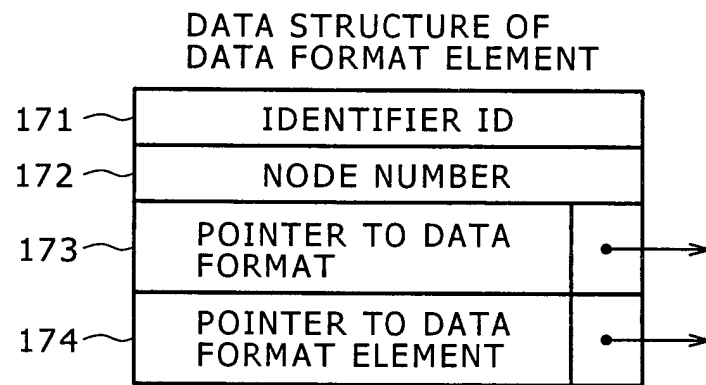 DATA STRUCTURE OF
DATA FORMAT ELEMENT
171 IDENTIFIER ID
172 NODE NUMBER
173 POINTER TO DATA
FORMAT
174 POINTER TO DATA
FORMAT ELEMENT